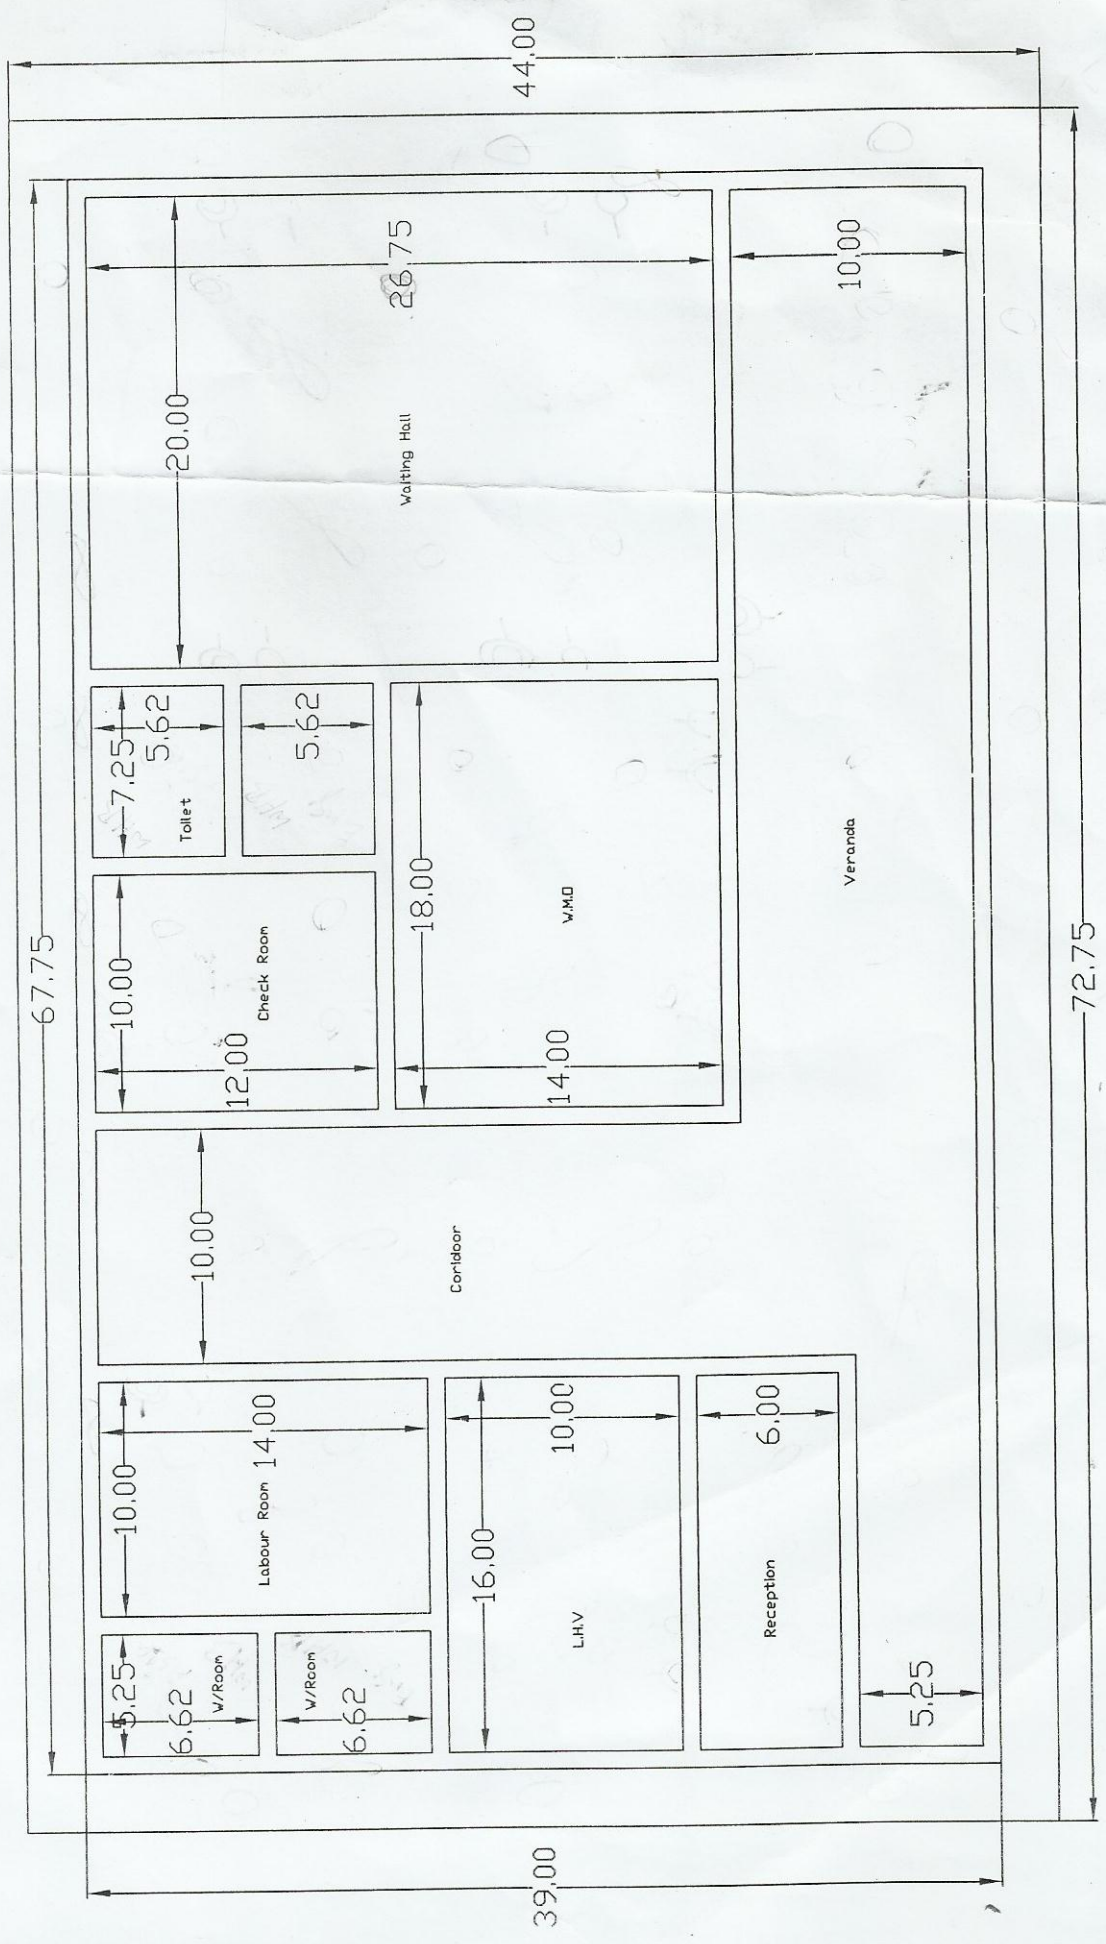 67.75
5.25
10.00
10.00
7.25
5.62
20.00
6.62
W/Room
Labour Room 14.00
10.00
12.00
Check Room
Toilet
5.62
W/Room
6.62
26.75
Waiting Hall
Coridoor
18.00
16.00
44.00
39.00
L.H.V
10.00
14.00
W.M.O
Reception
6.00
Veranda
10.00
5.25
72.75